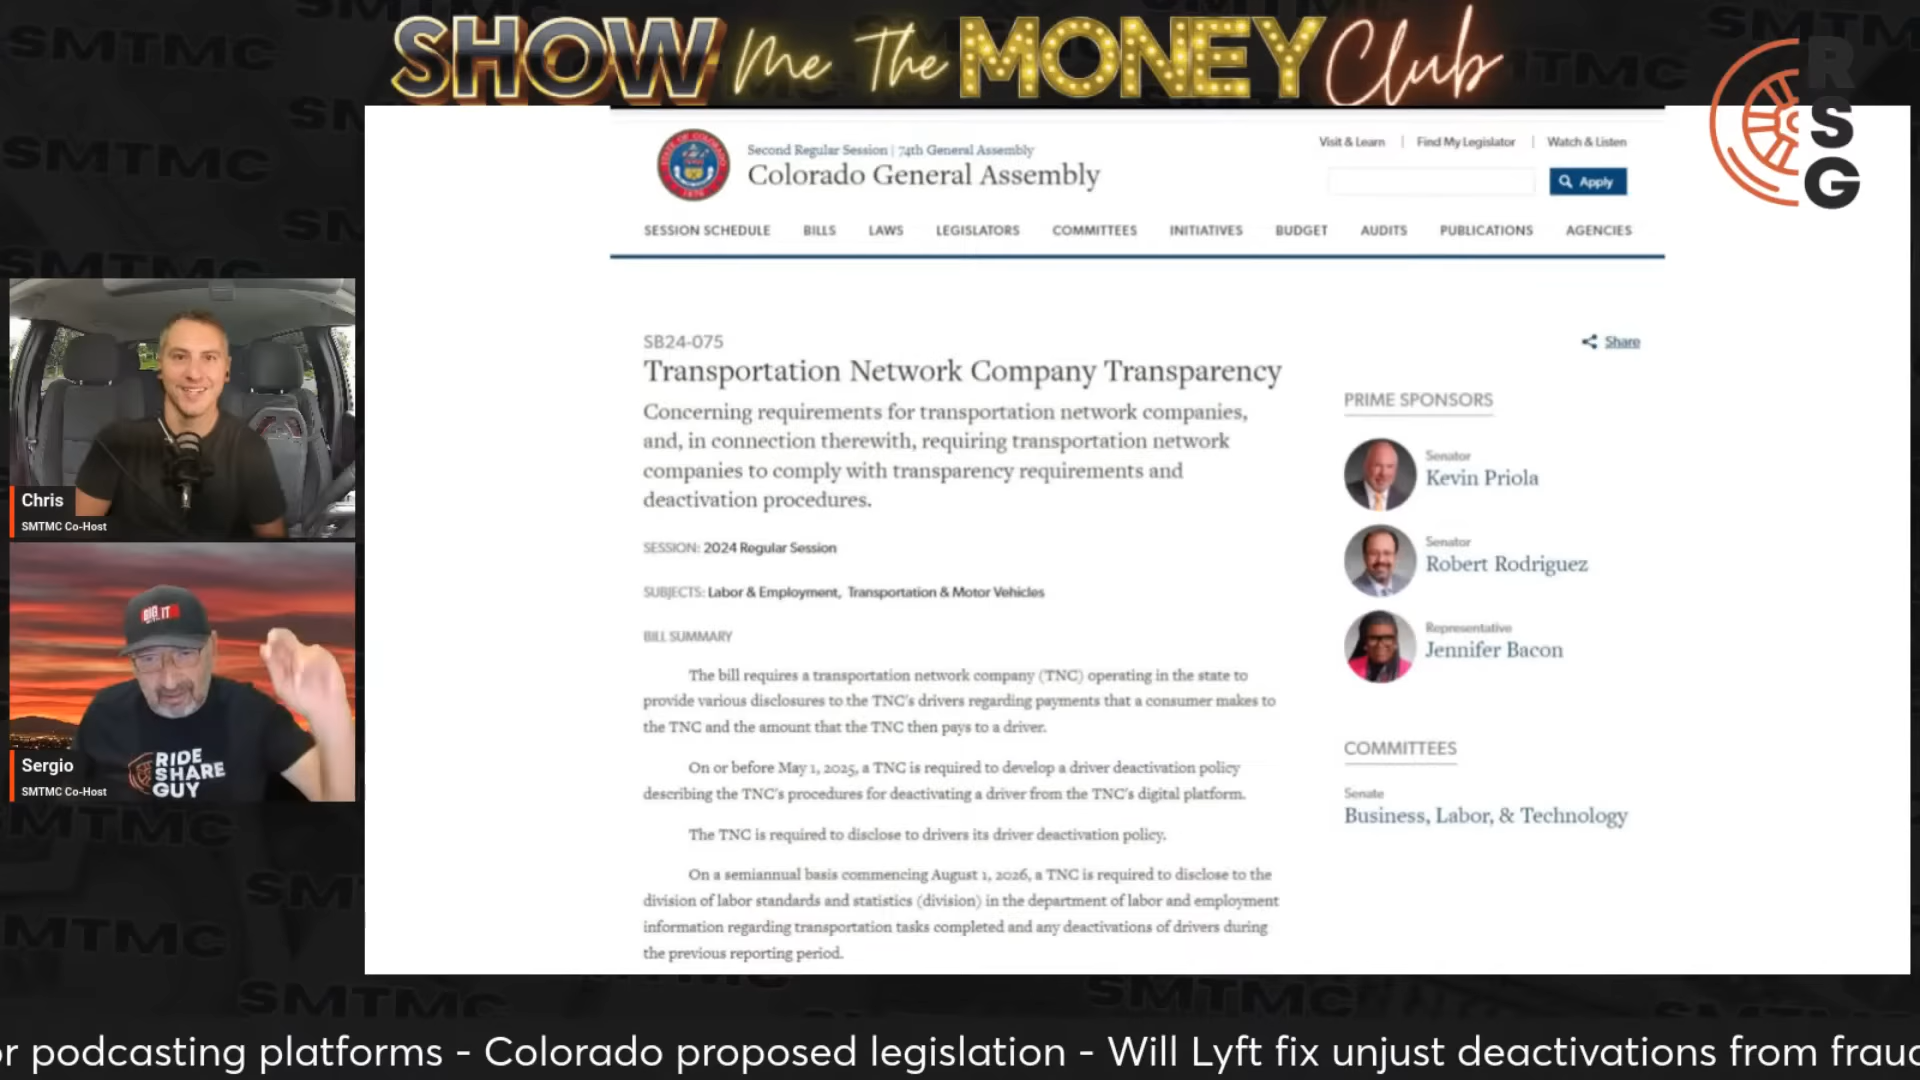 SHOW Me The MONEY Club
RSG
Second Regular Session | 74th General Assembly
Colorado General Assembly
Visit & Learn | Find My Legislator | Watch & Listen
Apply
SESSION SCHEDULE BILLS LAWS LEGISLATORS COMMITTEES INITIATIVES BUDGET AUDITS PUBLICATIONS AGENCIES
SB24-075
Share
Transportation Network Company Transparency
Concerning requirements for transportation network companies,
and, in connection therewith, requiring transportation network
companies to comply with transparency requirements and
deactivation procedures.
SESSION: 2024 Regular Session
SUBJECTS: Labor & Employment, Transportation & Motor Vehicles
BILL SUMMARY
The bill requires a transportation network company (TNC) operating in the state to
provide various disclosures to the TNC's drivers regarding payments that a consumer makes to
the TNC and the amount that the TNC then pays to a driver.
On or before May 1, 2025, a TNC is required to develop a driver deactivation policy
describing the TNC's procedures for deactivating a driver from the TNC's digital platform.
The TNC is required to disclose to drivers its driver deactivation policy.
On a semiannual basis commencing August 1, 2026, a TNC is required to disclose to the
division of labor standards and statistics (division) in the department of labor and employment
information regarding transportation tasks completed and any deactivations of drivers during
the previous reporting period.
PRIME SPONSORS
Senator
Kevin Priola
Senator
Robert Rodriguez
Representative
Jennifer Bacon
COMMITTEES
Senate
Business, Labor, & Technology
Chris
SMTMC Co-Host
RIDE
SHARE
GUY
Sergio
SMTMC Co-Host
SMTMC
or podcasting platforms - Colorado proposed legislation - Will Lyft fix unjust deactivations from frauc